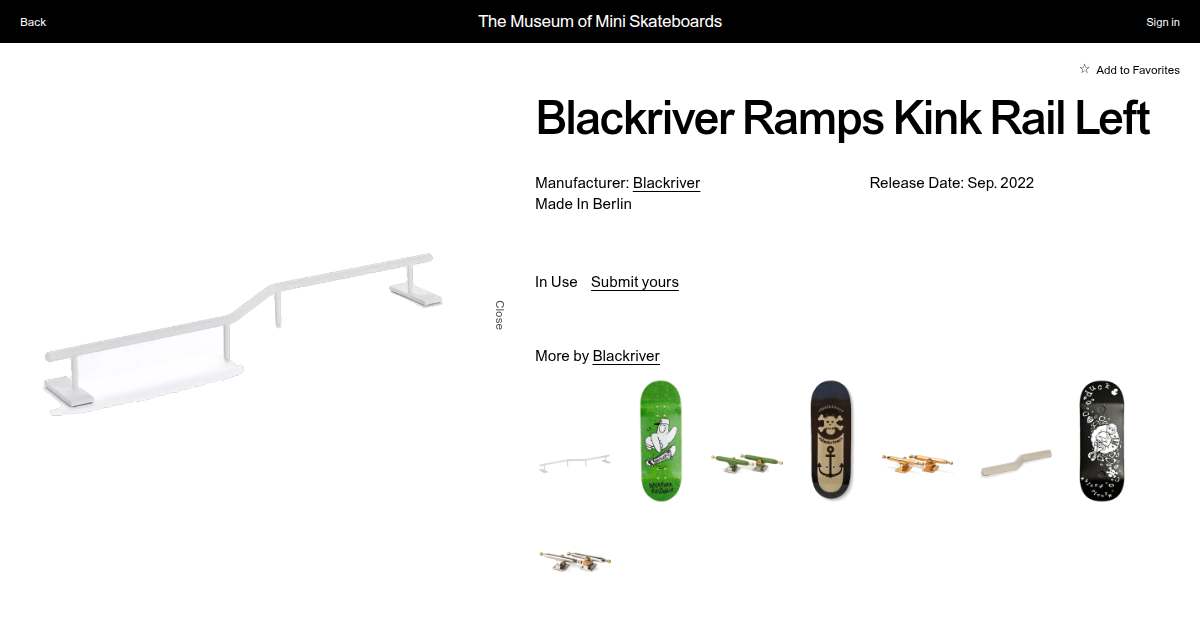 Back
The Museum of Mini Skateboards
Sign in
☆ Add to Favorites
Blackriver Ramps Kink Rail Left
Manufacturer: Blackriver
Made In Berlin
Release Date: Sep. 2022
Close
In Use Submit yours
More by Blackriver